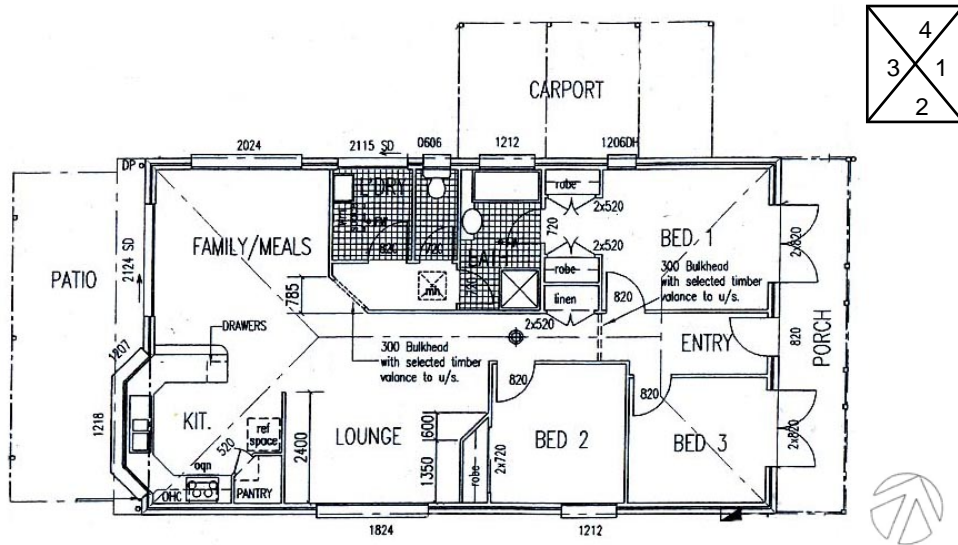 4
3 1
2
CARPORT
2024
2115 SD
0606
1212
1206DH
DP
L'DRY
robe
2x520
820
720
720
BATH
2x520
FAMILY/MEALS
BED. 1
2x820
PATIO
2124 SD
785
mh
robe
300 Bulkhead
with selected timber
valance to u/s.
linen
820
2x520
DRAWERS
1207
300 Bulkhead
with selected timber
valance to u/s.
ENTRY
820
PORCH
820
820
1218
KIT.
ref
space
2400
LOUNGE
600
1350
robe
2x720
BED 2
BED 3
2x820
520
OHC
PANTRY
1824
1212